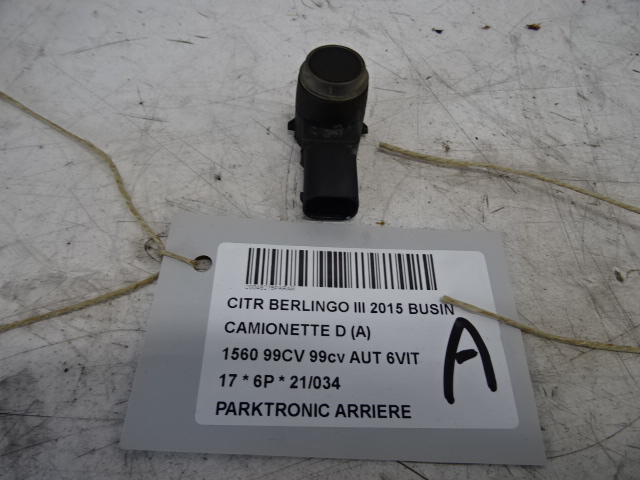 CITR BERLINGO III 2015 BUSIN
CAMIONETTE D (A)
1560 99CV 99cv AUT 6VIT
17 * 6P * 21/034
PARKTRONIC ARRIERE
A